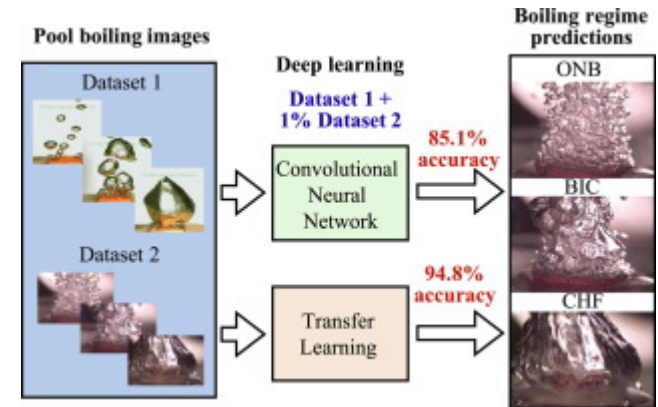 Pool boiling images
Dataset 1
Dataset 2
Deep learning
Dataset 1 +
1% Dataset 2
Convolutional
Neural
Network
Transfer
Learning
85.1%
accuracy
94.8%
accuracy
Boiling regime
predictions
ONB
BIC
CHF